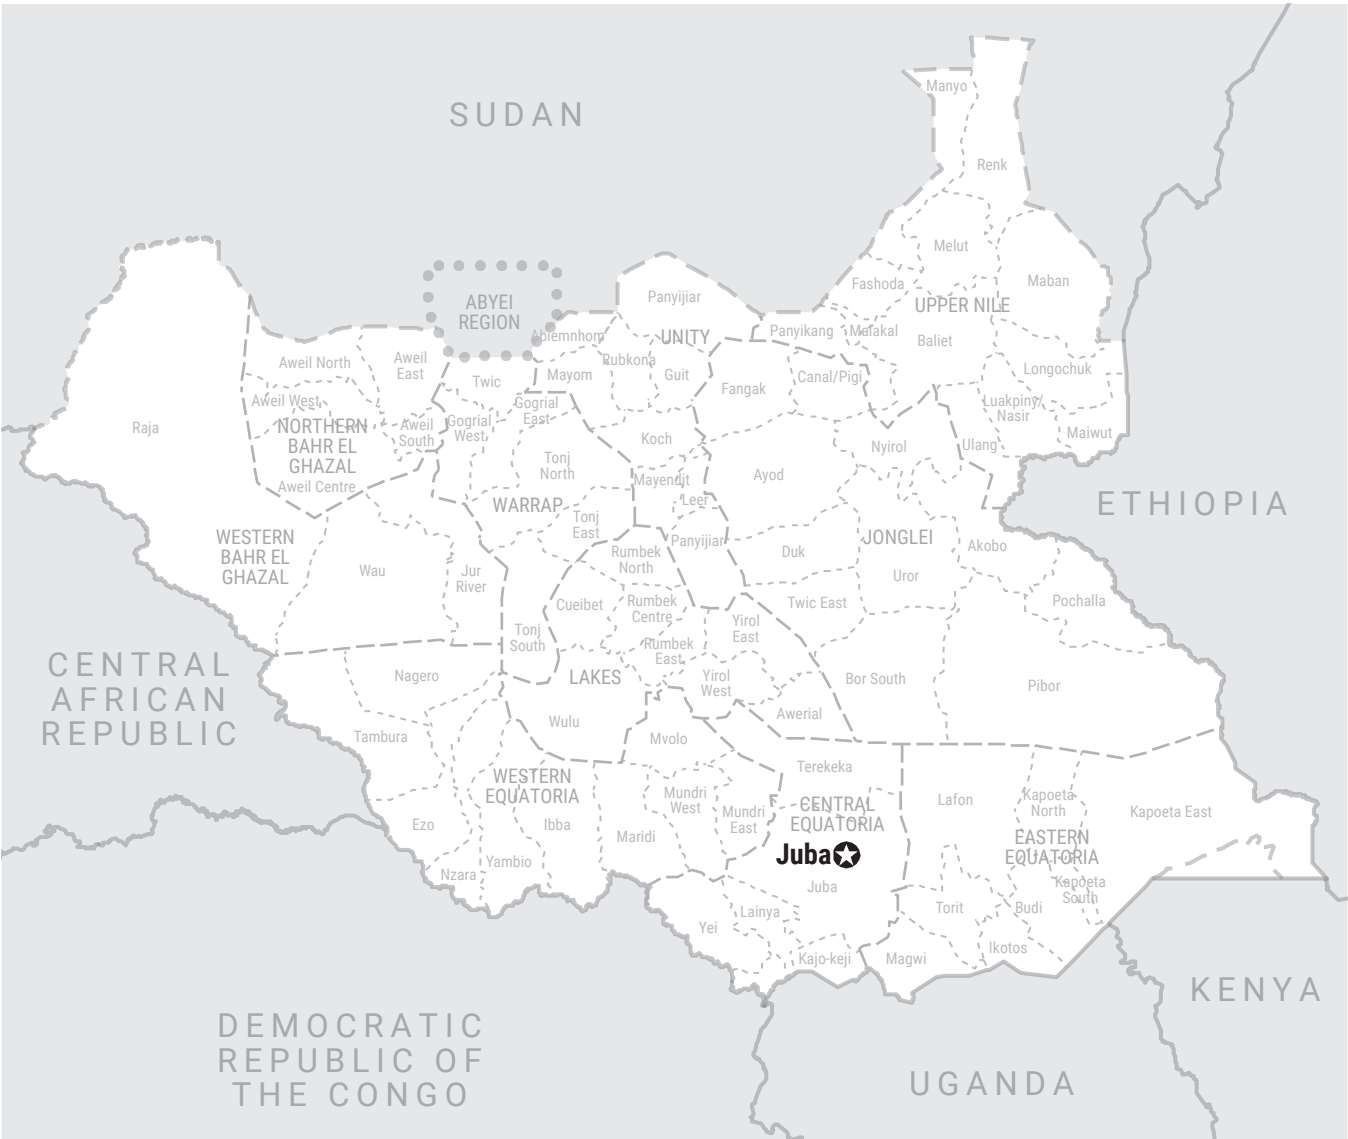 SUDAN
Manyo
Renk
Melut
Maban
Fashoda
UPPER NILE
Panyijiar
ABYEI
REGION
Abiemnhom
UNITY
Panyikang
Malakal
Baliet
Aweil North
Aweil
East
Twic
Mayom
Rubkona
Guit
Fangak
Canal/Pigi
Longochuk
Aweil West
Gogrial
East
Luakpiny/
Nasir
Raja
NORTHERN
BAHR EL
GHAZAL
Aweil
South
Gogrial
West
Koch
Nyirol
Ulang
Maiwut
Aweil Centre
Tonj
North
Mayendit
Leer
Ayod
WARRAP
ETHIOPIA
Tonj
East
WESTERN
BAHR EL
GHAZAL
Panyijiar
Rumbek
North
Duk
JONGLEI
Akobo
Wau
Jur
River
Uror
Cueibet
Rumbek
Centre
Twic East
Pochalla
Tonj
South
Yirol
East
Rumbek
East
CENTRAL
AFRICAN
REPUBLIC
Nagero
LAKES
Yirol
West
Bor South
Pibor
Wulu
Awerial
Tambura
Mvolo
Terekeka
WESTERN
EQUATORIA
Mundri
West
CENTRAL
EQUATORIA
Lafon
Kapoeta
North
Kapoeta East
Ezo
Ibba
Maridi
Mundri
East
EASTERN
EQUATORIA
Juba
Yambio
Nzara
Juba
Kapoeta
South
Lainya
Torit
Budi
Yei
Ikotos
Kajo-keji
Magwi
KENYA
DEMOCRATIC
REPUBLIC OF
THE CONGO
UGANDA